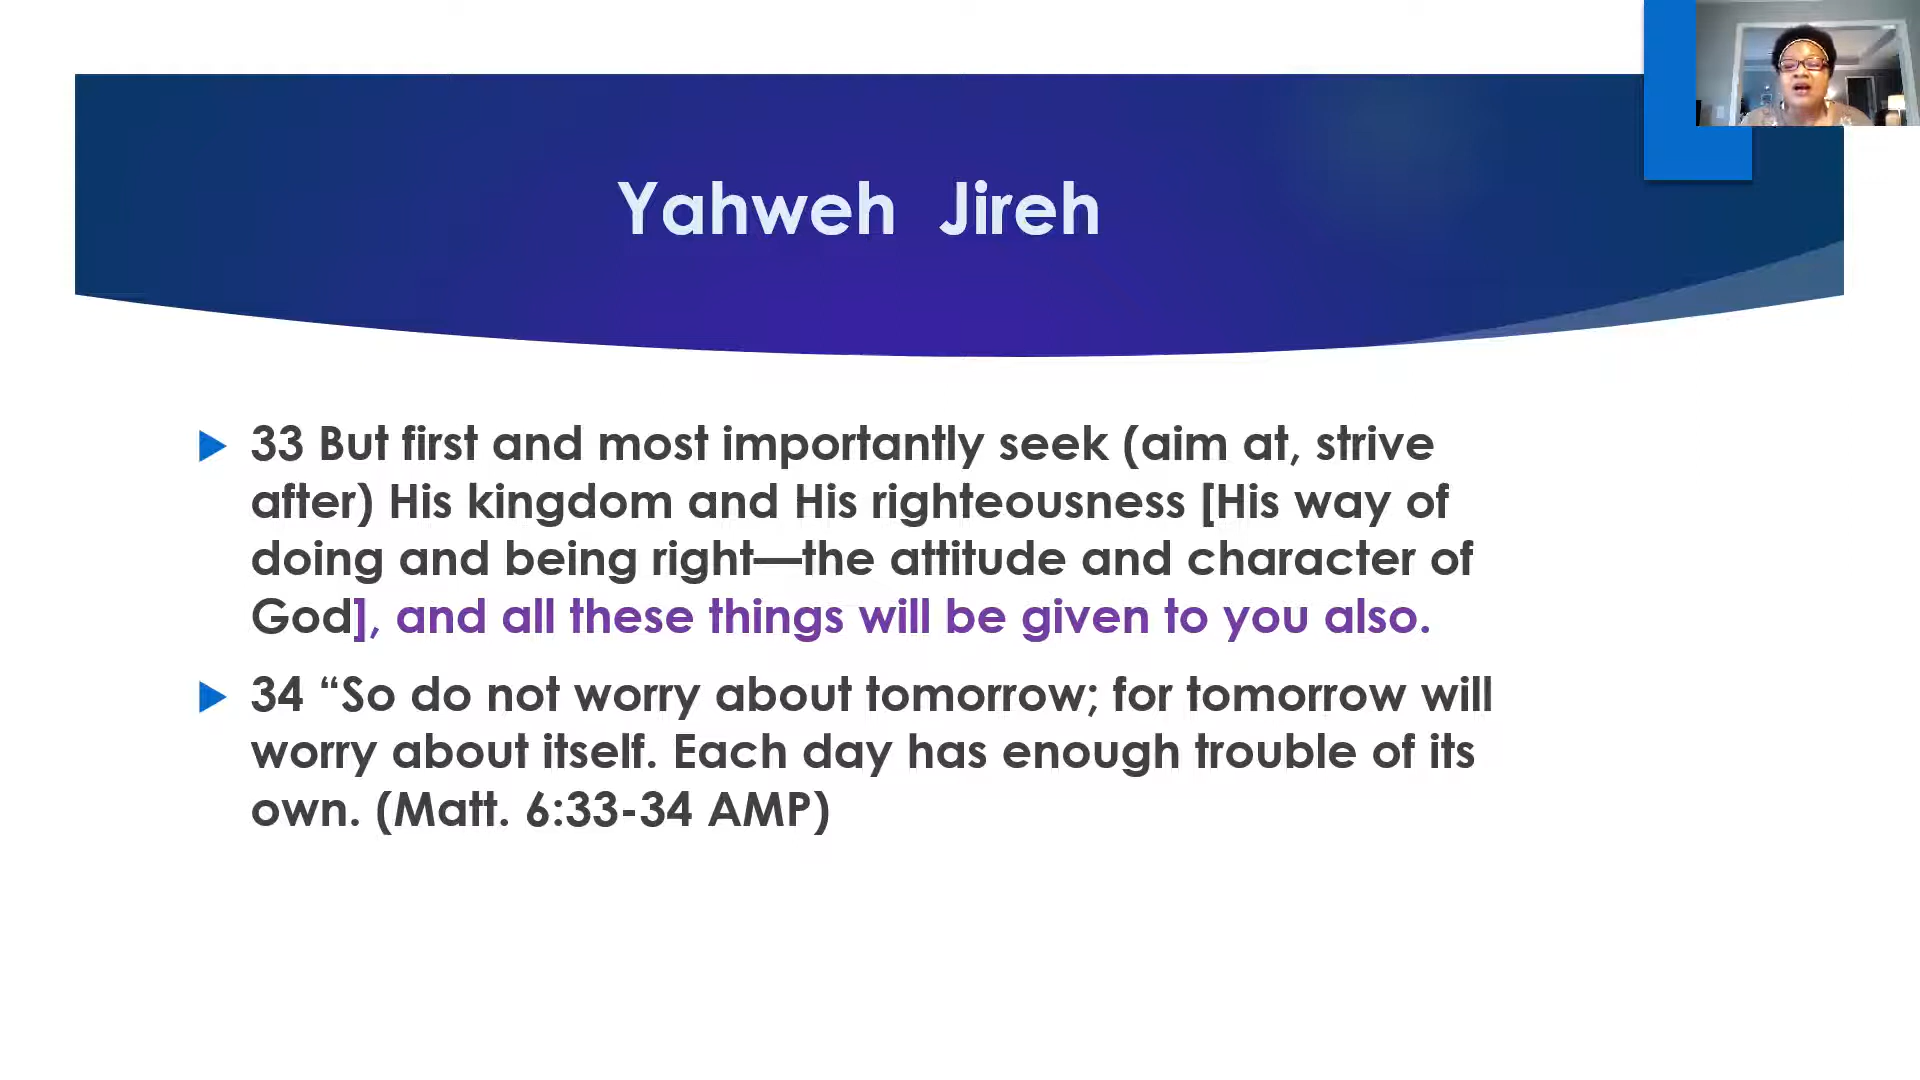 Yahweh Jireh
33 But first and most importantly seek (aim at, strive
after) His kingdom and His righteousness [His way of
doing and being right—the attitude and character of
God], and all these things will be given to you also.
34 “So do not worry about tomorrow; for tomorrow will
worry about itself. Each day has enough trouble of its
own. (Matt. 6:33-34 AMP)